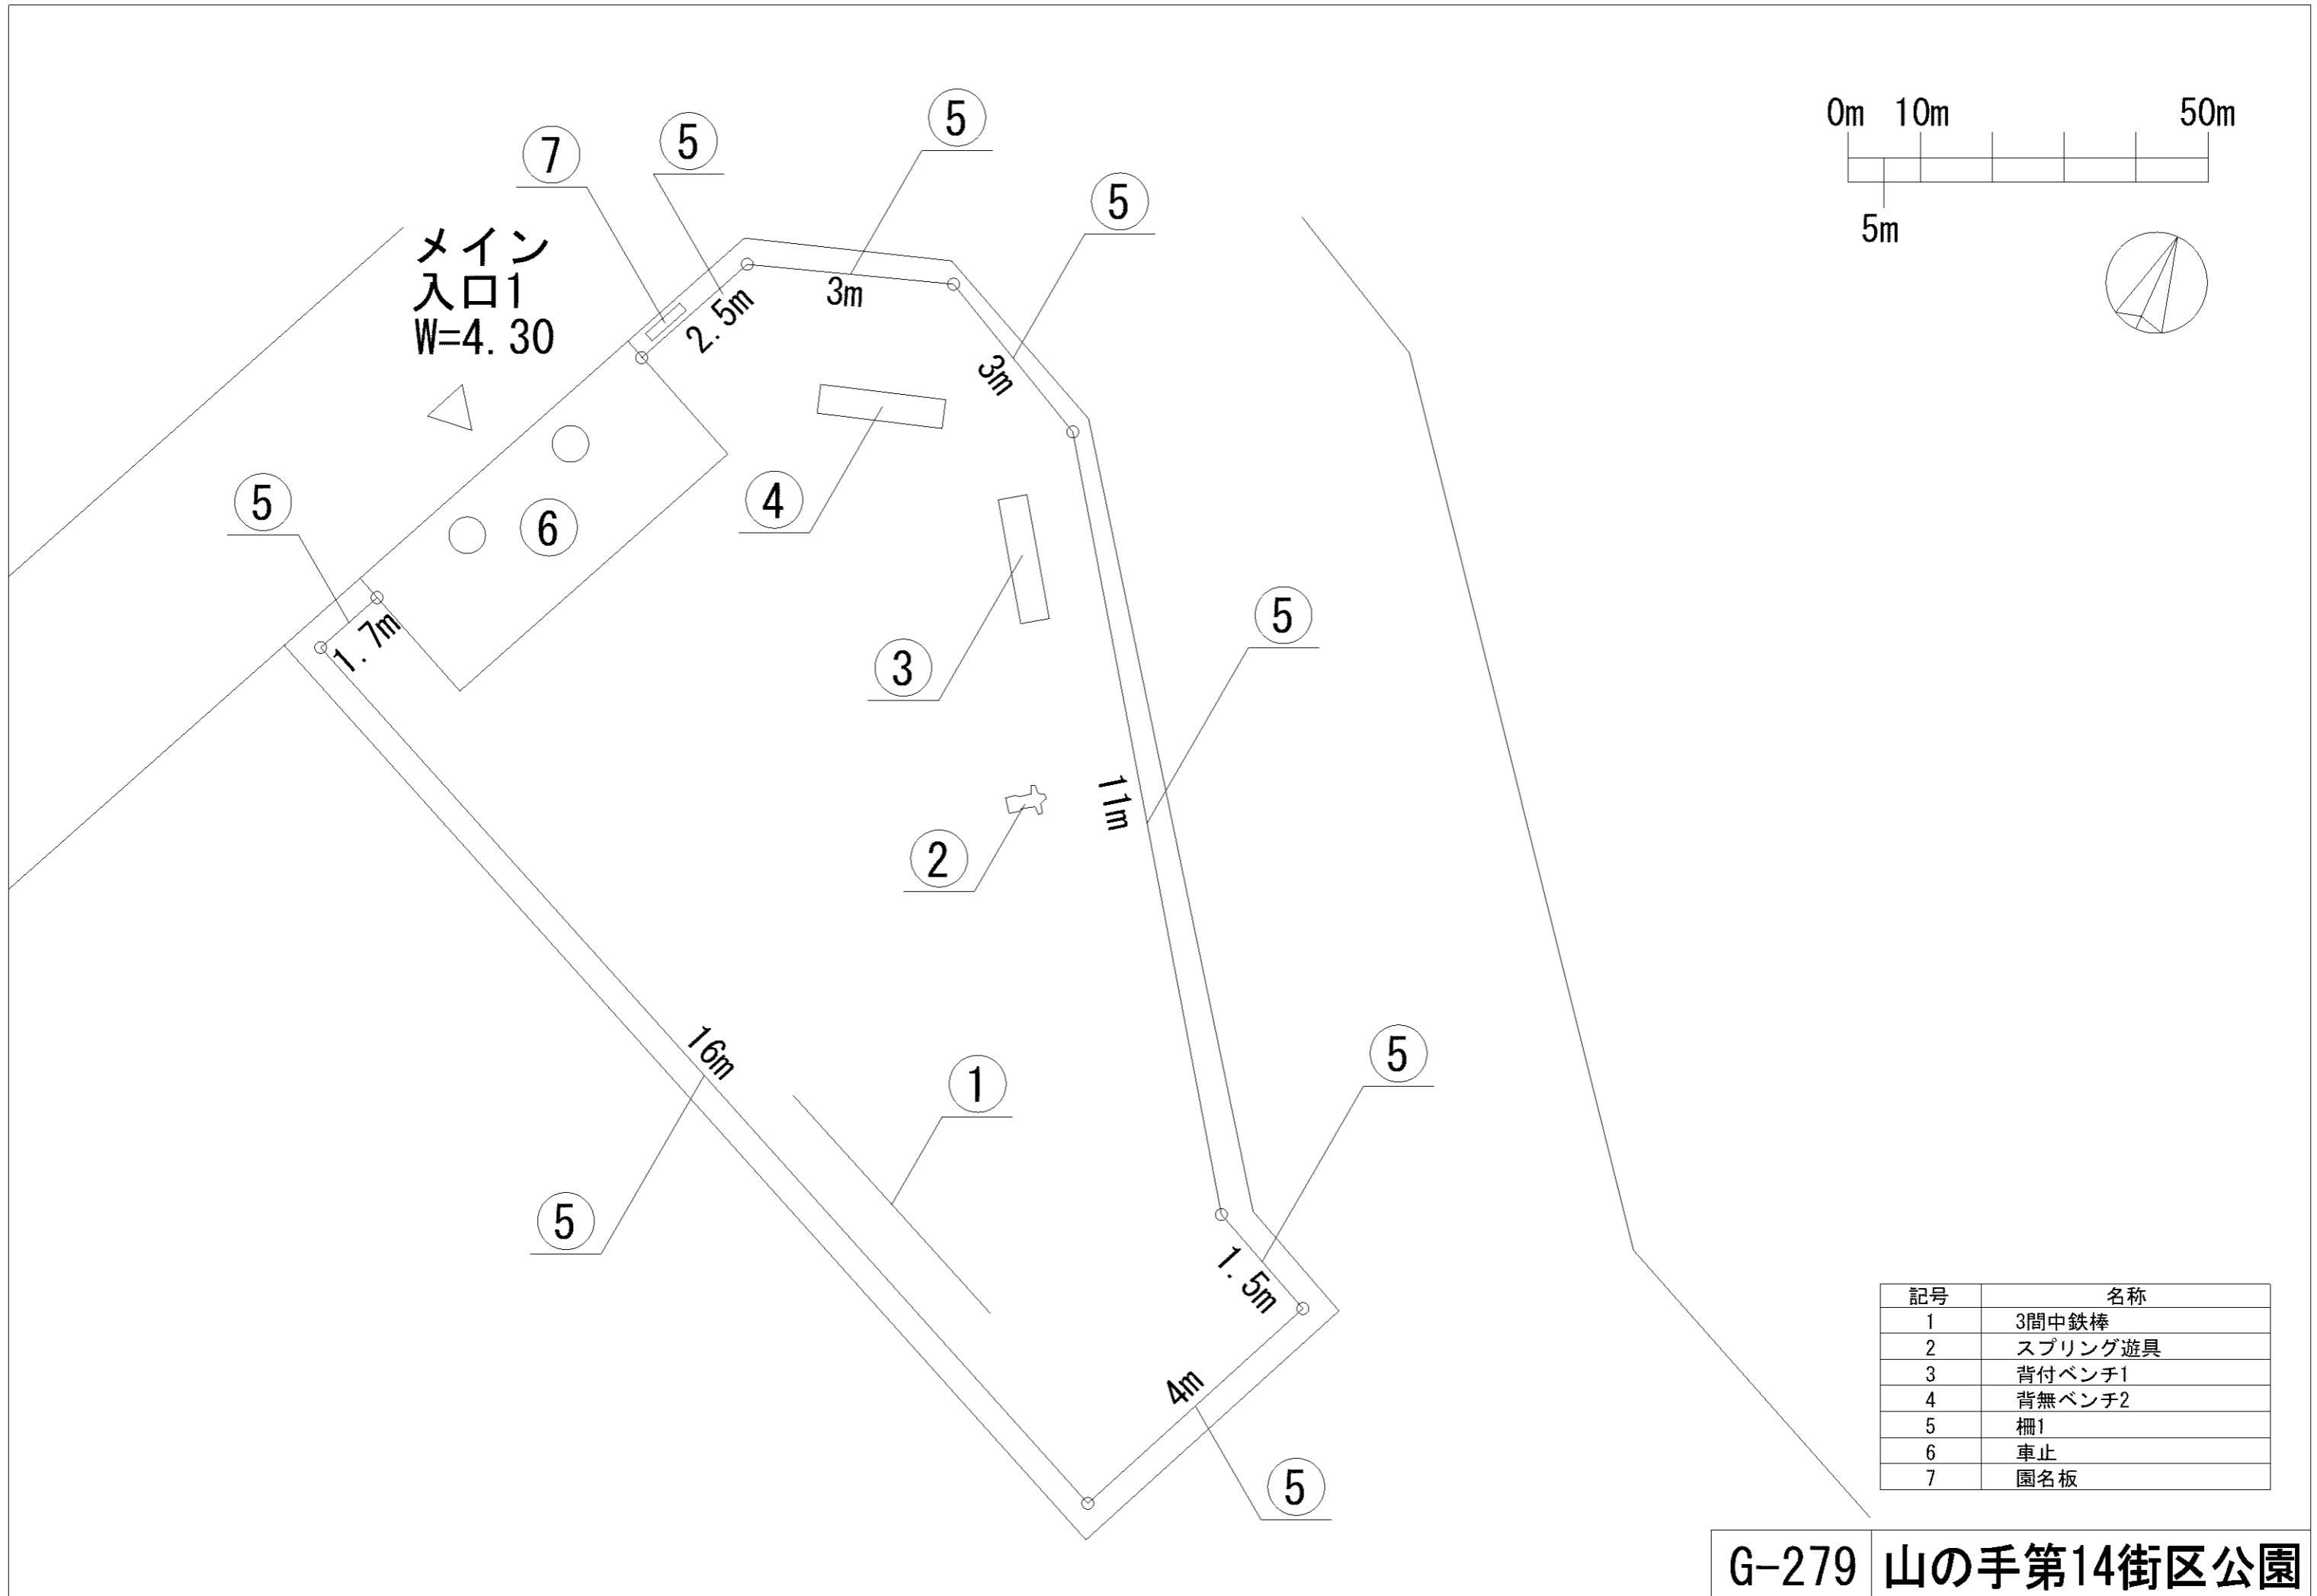 0m 10m 50m
5m
⑤
⑤
⑦
⑤
メイン
入口1
W=4.30
2.5m
3m
3m
④
⑤
⑥
1.7m
③
⑤
11m
②
16m
①
⑤
⑤
1.5m
4m
⑤
記号 名称
1 3間中鉄棒
2 スプリング遊具
3 背付ベンチ1
4 背無ベンチ2
5 柵1
6 車止
7 園名板
G-279 山の手第14街区公園